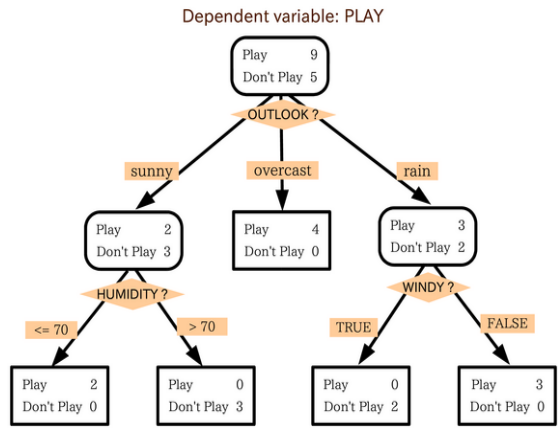 Dependent variable: PLAY
Play 9
Don't Play 5
OUTLOOK ?
sunny
overcast
rain
Play 2
Don't Play 3
Play 4
Don't Play 0
Play 3
Don't Play 2
HUMIDITY ?
WINDY ?
<= 70
> 70
TRUE
FALSE
Play 2
Don't Play 0
Play 0
Don't Play 3
Play 0
Don't Play 2
Play 3
Don't Play 0